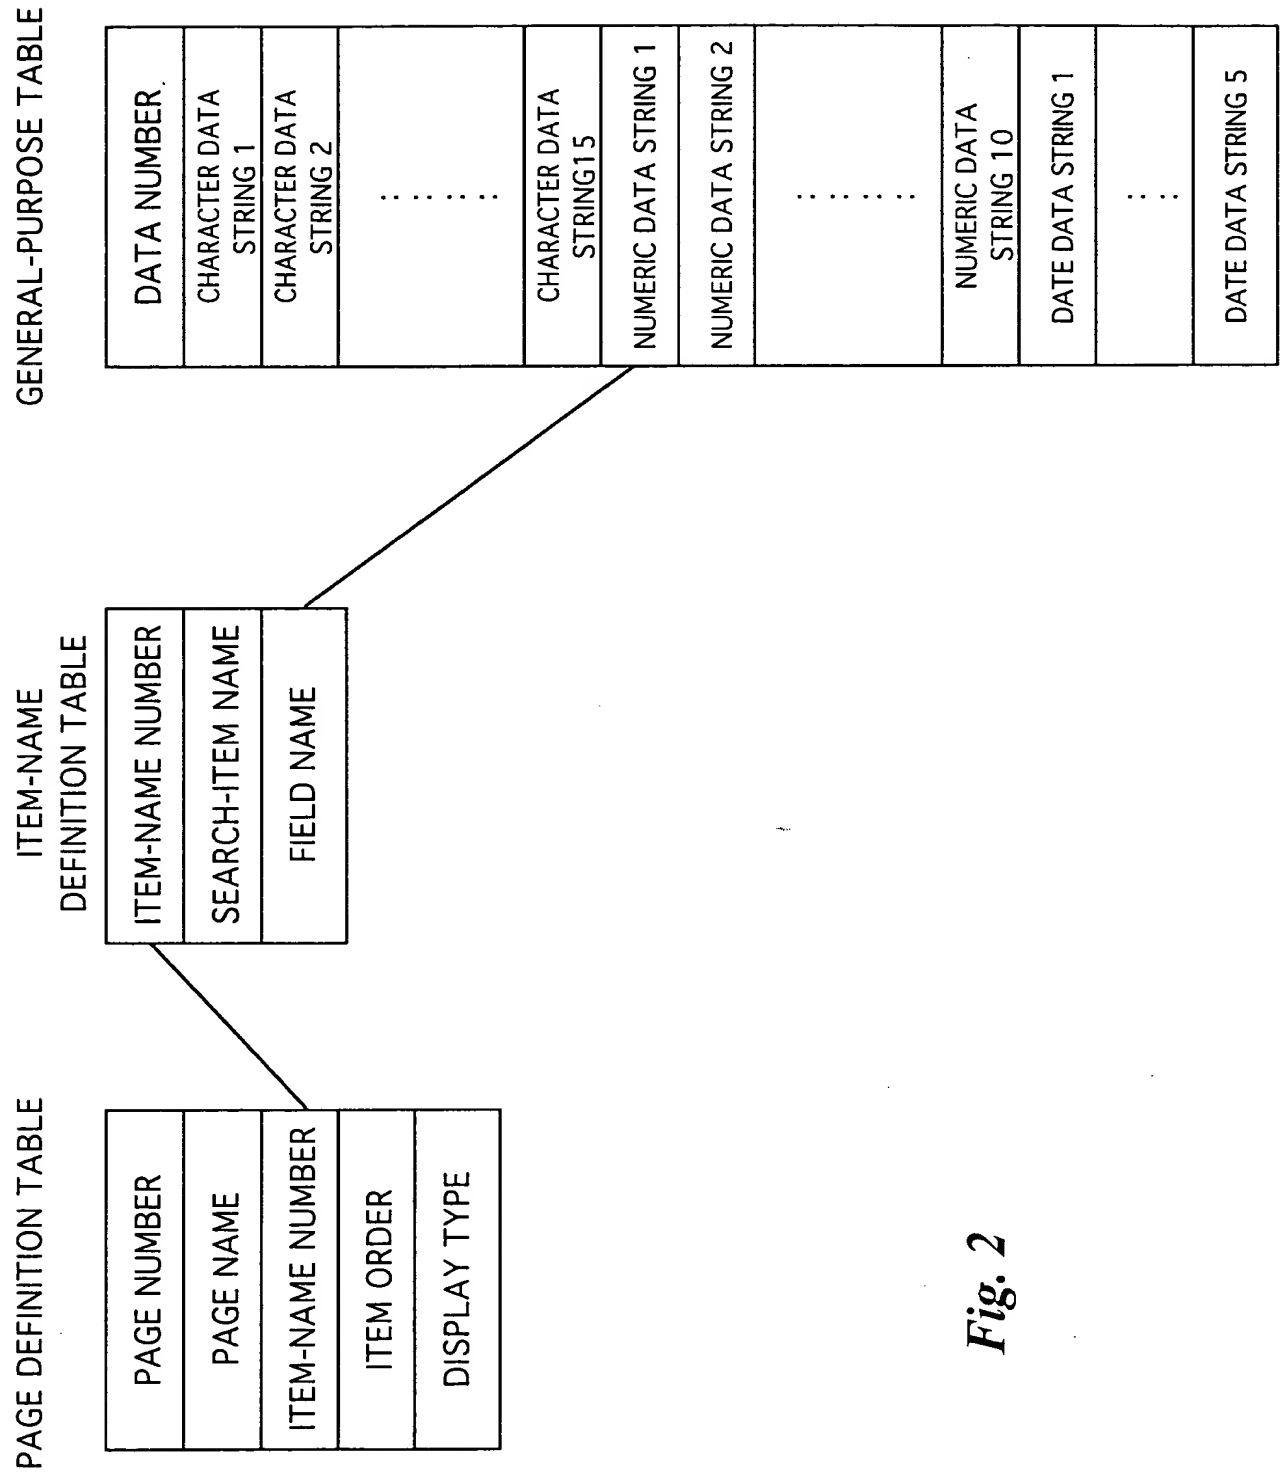 PAGE DEFINITION TABLE
PAGE NUMBER
PAGE NAME
ITEM-NAME NUMBER
ITEM ORDER
DISPLAY TYPE
ITEM-NAME
DEFINITION TABLE
ITEM-NAME NUMBER
SEARCH-ITEM NAME
FIELD NAME
GENERAL-PURPOSE TABLE
DATA NUMBER
CHARACTER DATA
STRING 1
CHARACTER DATA
STRING 2
........
CHARACTER DATA
STRING15
NUMERIC DATA STRING 1
NUMERIC DATA STRING 2
........
NUMERIC DATA
STRING 10
DATE DATA STRING 1
....
DATE DATA STRING 5
Fig. 2